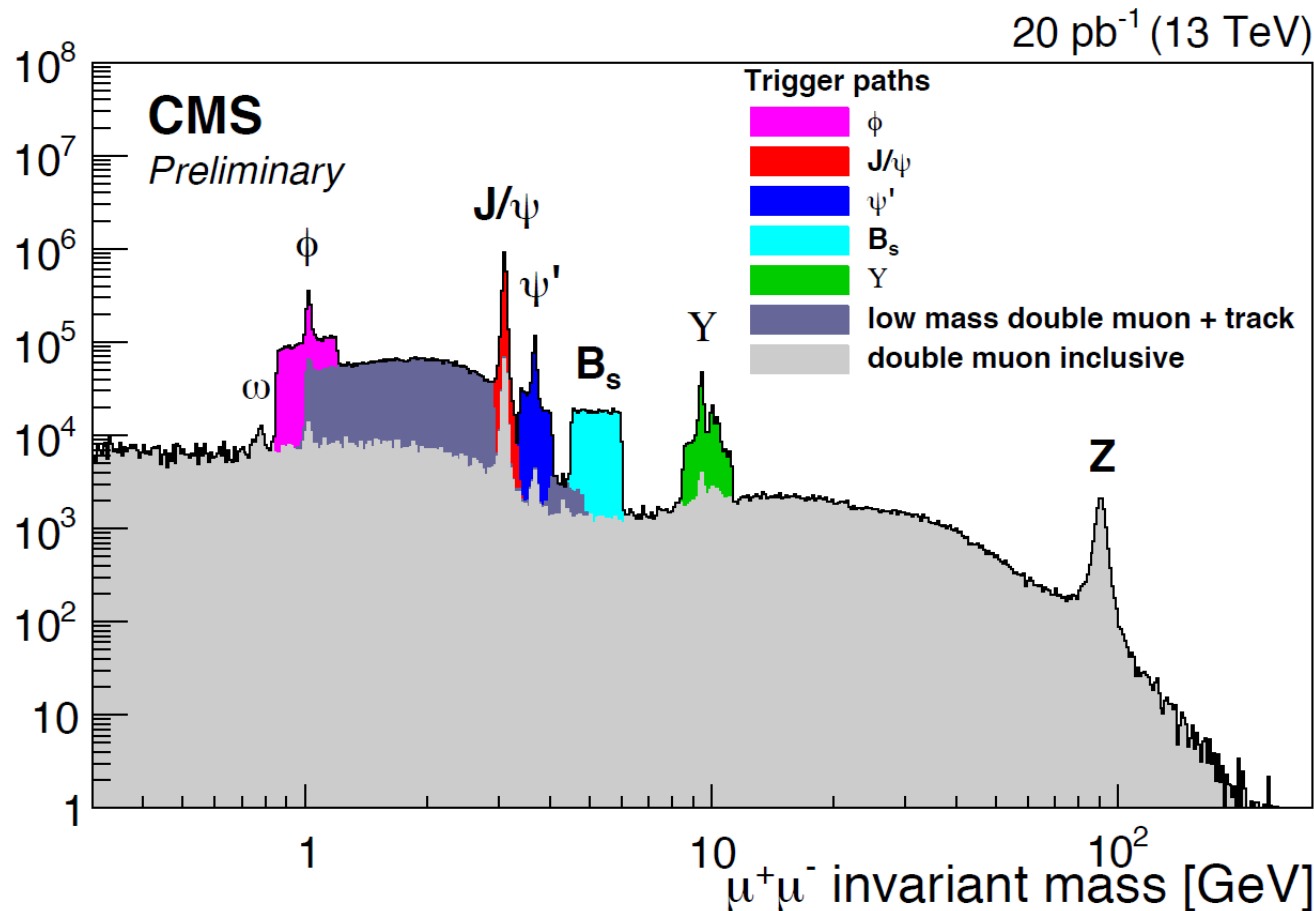 20 pb⁻¹ (13 TeV)
10⁸
10⁷
10⁶
10⁵
10⁴
10³
10²
10
1
CMS
Preliminary
Trigger paths
ϕ
J/ψ
ψ'
Bₛ
Υ
low mass double muon + track
double muon inclusive
ω
ϕ
J/ψ
ψ'
Bₛ
Υ
Z
1
10
10²
μ⁺μ⁻ invariant mass [GeV]